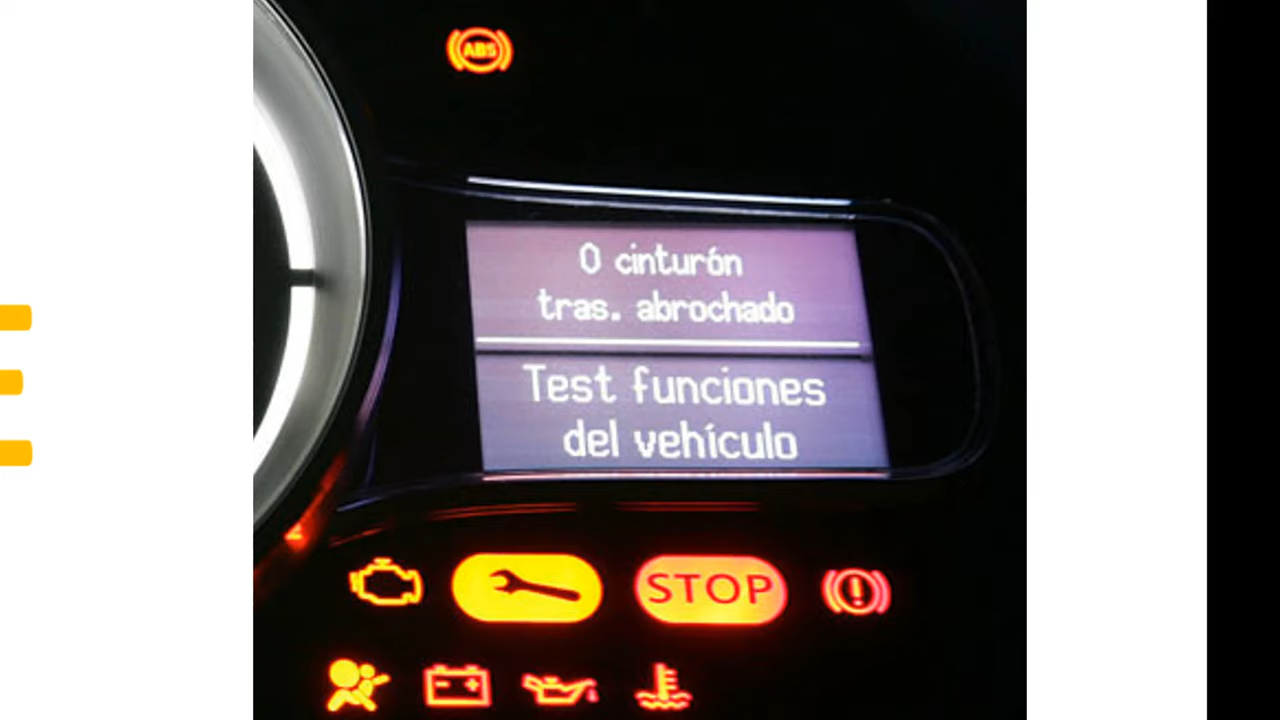 ABS
0 cinturón
tras. abrochado
Test funciones
del vehículo
STOP